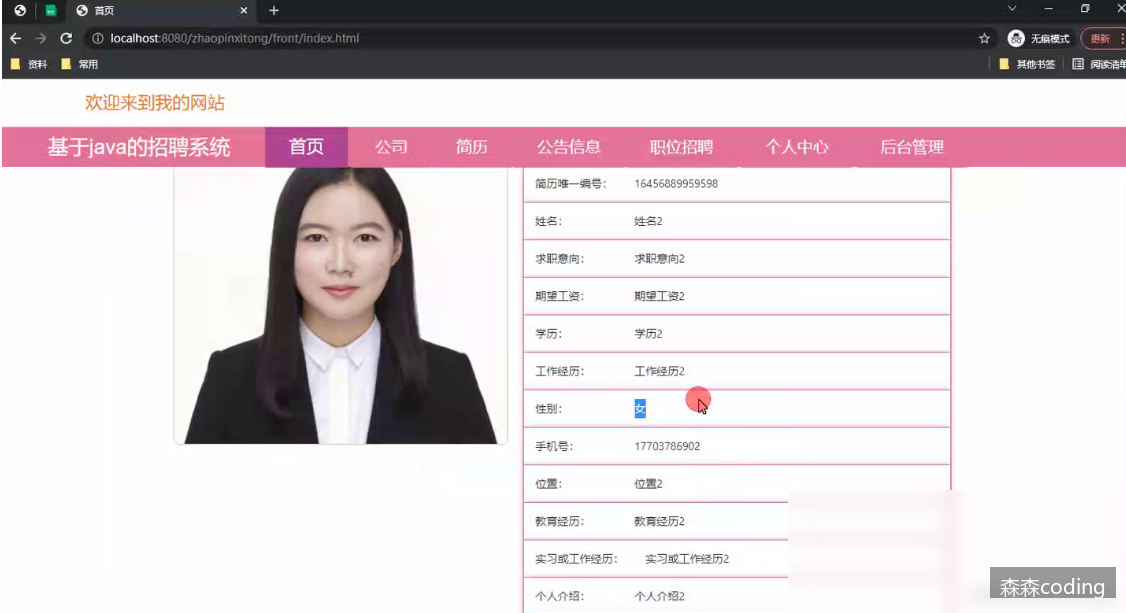 首页
localhost:8080/zhaopinxitong/front/index.html
无痕模式
更新
资料
常用
其他书签
阅读清单
欢迎来到我的网站
基于java的招聘系统 首页 公司 简历 公告信息 职位招聘 个人中心 后台管理
简历唯一编号: 16456889959598
姓名: 姓名2
求职意向: 求职意向2
期望工资: 期望工资2
学历: 学历2
工作经历: 工作经历2
性别: 女
手机号: 17703786902
位置: 位置2
教育经历: 教育经历2
实习或工作经历: 实习或工作经历2
个人介绍: 个人介绍2
森森coding